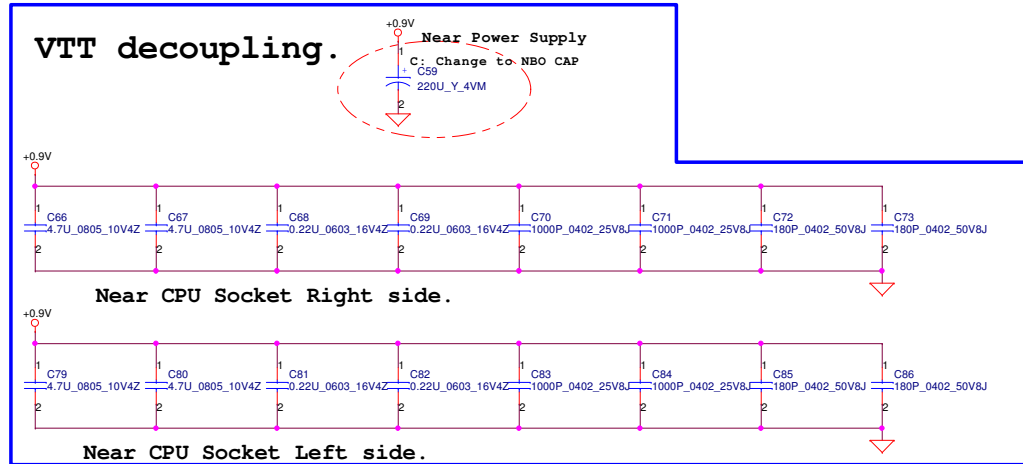 +0.9V
VTT decoupling.
Near Power Supply
1
C: Change to NBO CAP
+
C59
220U_Y_4VM
2
+0.9V
1 1 1 1 1 1 1 1
C66 C67 C68 C69 C70 C71 C72 C73
4.7U_0805_10V4Z 4.7U_0805_10V4Z 0.22U_0603_16V4Z 0.22U_0603_16V4Z 1000P_0402_25V8J 1000P_0402_25V8J 180P_0402_50V8J 180P_0402_50V8J
2 2 2 2 2 2 2 2
Near CPU Socket Right side.
+0.9V
1 1 1 1 1 1 1 1
C79 C80 C81 C82 C83 C84 C85 C86
4.7U_0805_10V4Z 4.7U_0805_10V4Z 0.22U_0603_16V4Z 0.22U_0603_16V4Z 1000P_0402_25V8J 1000P_0402_25V8J 180P_0402_50V8J 180P_0402_50V8J
2 2 2 2 2 2 2 2
Near CPU Socket Left side.